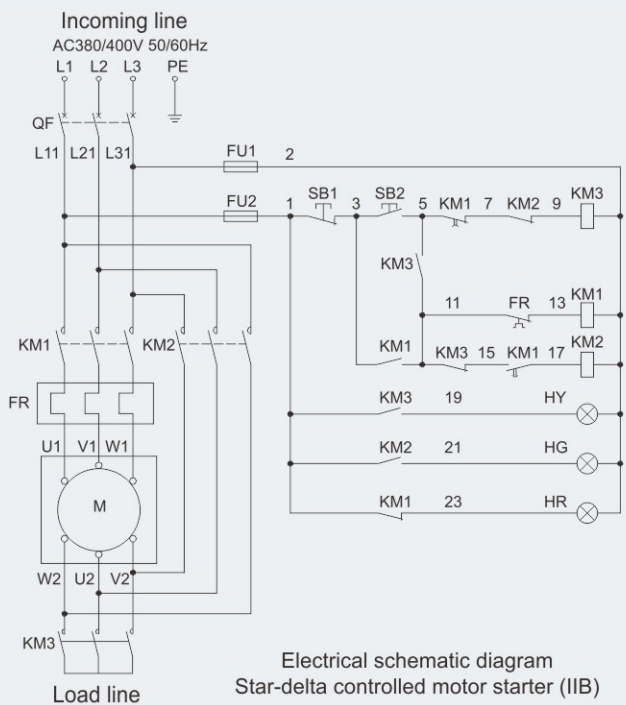 Incoming line
AC380/400V 50/60Hz
L1 L2 L3 PE
QF
L11 L21 L31
FU1 2
FU2 1 SB1 3 SB2 5 KM1 7 KM2 9 KM3
KM3
11 FR 13 KM1
KM1 KM2 KM1 KM3 15 KM1 17 KM2
FR
KM3 19 HY
U1 V1 W1
KM2 21 HG
M
KM1 23 HR
W2 U2 V2
KM3
Electrical schematic diagram
Star-delta controlled motor starter (IIB)
Load line